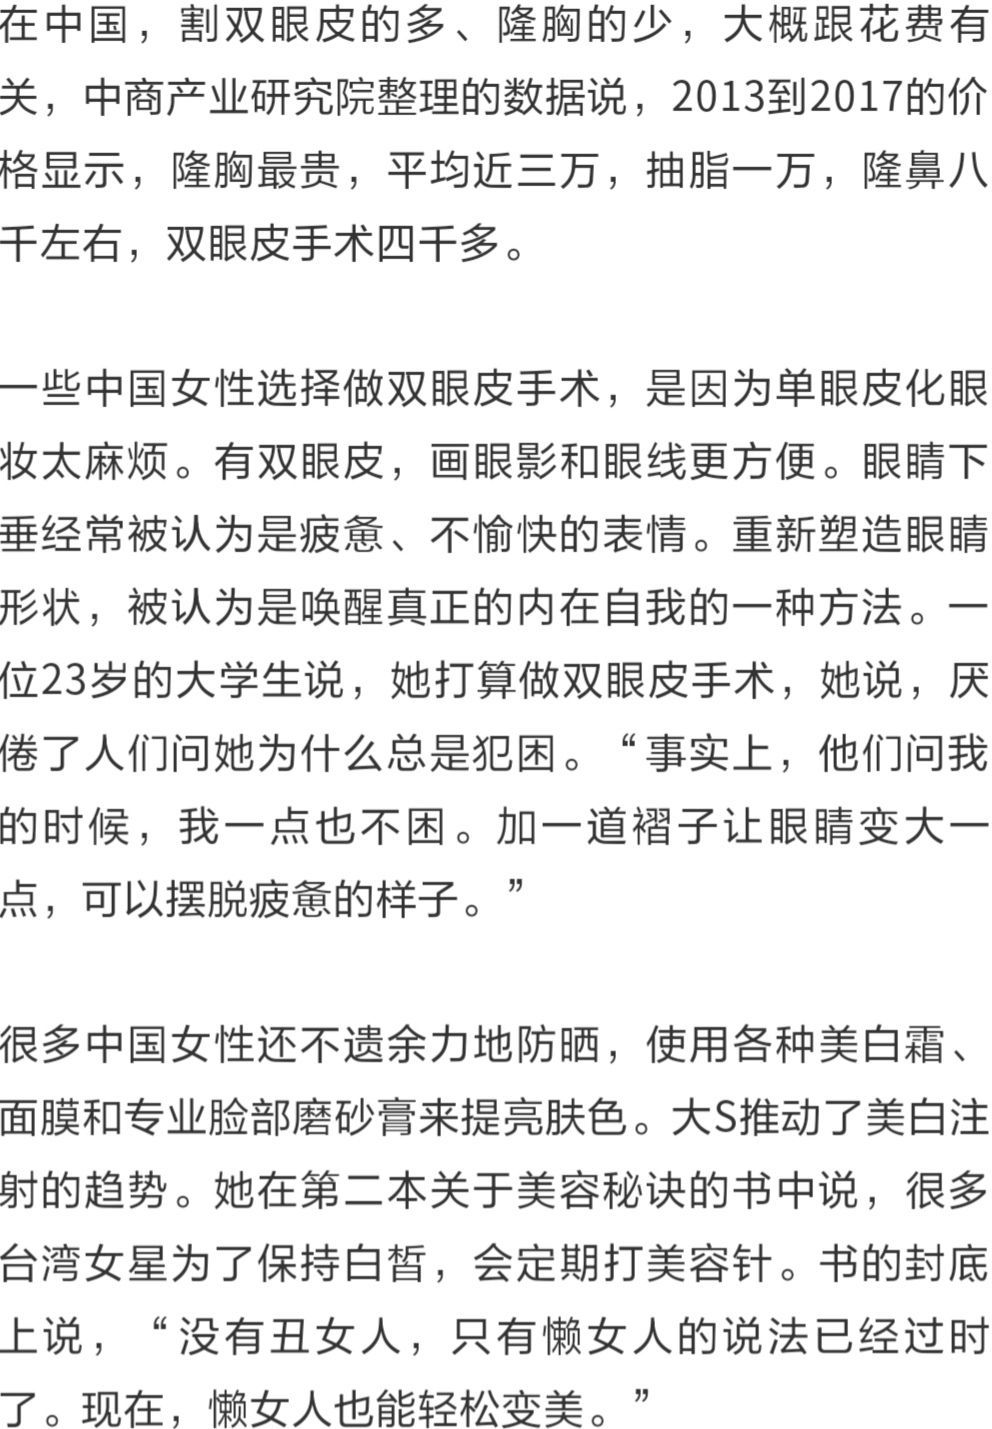 在中国，割双眼皮的多、隆胸的少，大概跟花费有
关，中商产业研究院整理的数据说，2013到2017的价
格显示，隆胸最贵，平均近三万，抽脂一万，隆鼻八
千左右，双眼皮手术四千多。
一些中国女性选择做双眼皮手术，是因为单眼皮化眼
妆太麻烦。有双眼皮，画眼影和眼线更方便。眼睛下
垂经常被认为是疲惫、不愉快的表情。重新塑造眼睛
形状，被认为是唤醒真正的内在自我的一种方法。一
位23岁的大学生说，她打算做双眼皮手术，她说，厌
倦了人们问她为什么总是犯困。“事实上，他们问我
的时候，我一点也不困。加一道褶子让眼睛变大一
点，可以摆脱疲惫的样子。”
很多中国女性还不遗余力地防晒，使用各种美白霜、
面膜和专业脸部磨砂膏来提亮肤色。大S推动了美白注
射的趋势。她在第二本关于美容秘诀的书中说，很多
台湾女星为了保持白皙，会定期打美容针。书的封底
上说，“没有丑女人，只有懒女人的说法已经过时
了。现在，懒女人也能轻松变美。”